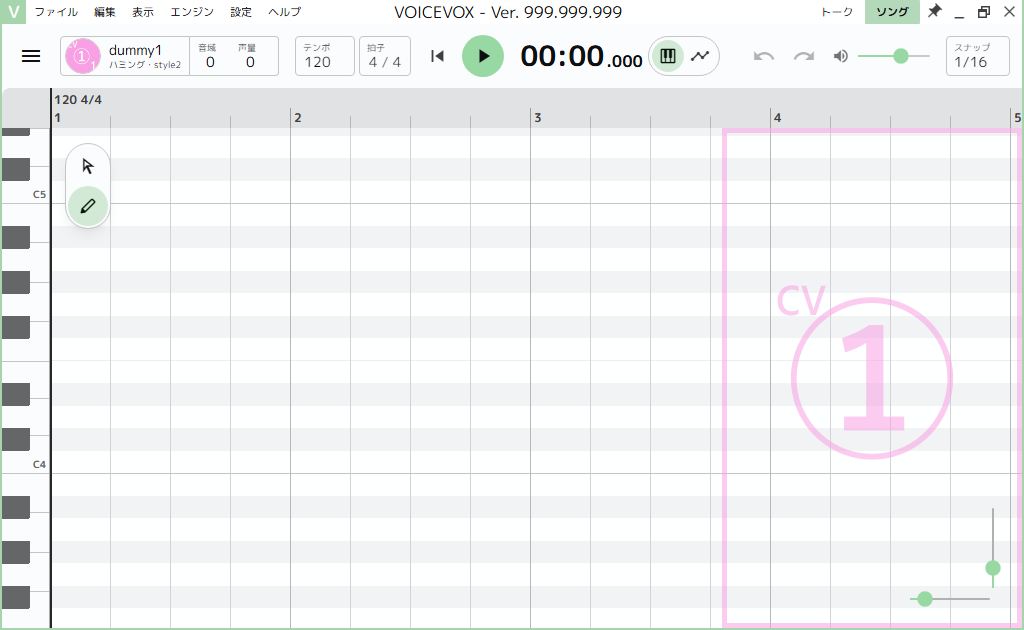 V ファイル 編集 表示 エンジン 設定 ヘルプ VOICEVOX - Ver. 999.999.999 トーク ソング
CV ① 1 dummy1 ハミング・style2
音域 0 声量 0
テンポ 120
拍子 4 / 4
00:00.000
スナップ 1/16
120 4/4
1 2 3 4 5
C5
CV
①
C4